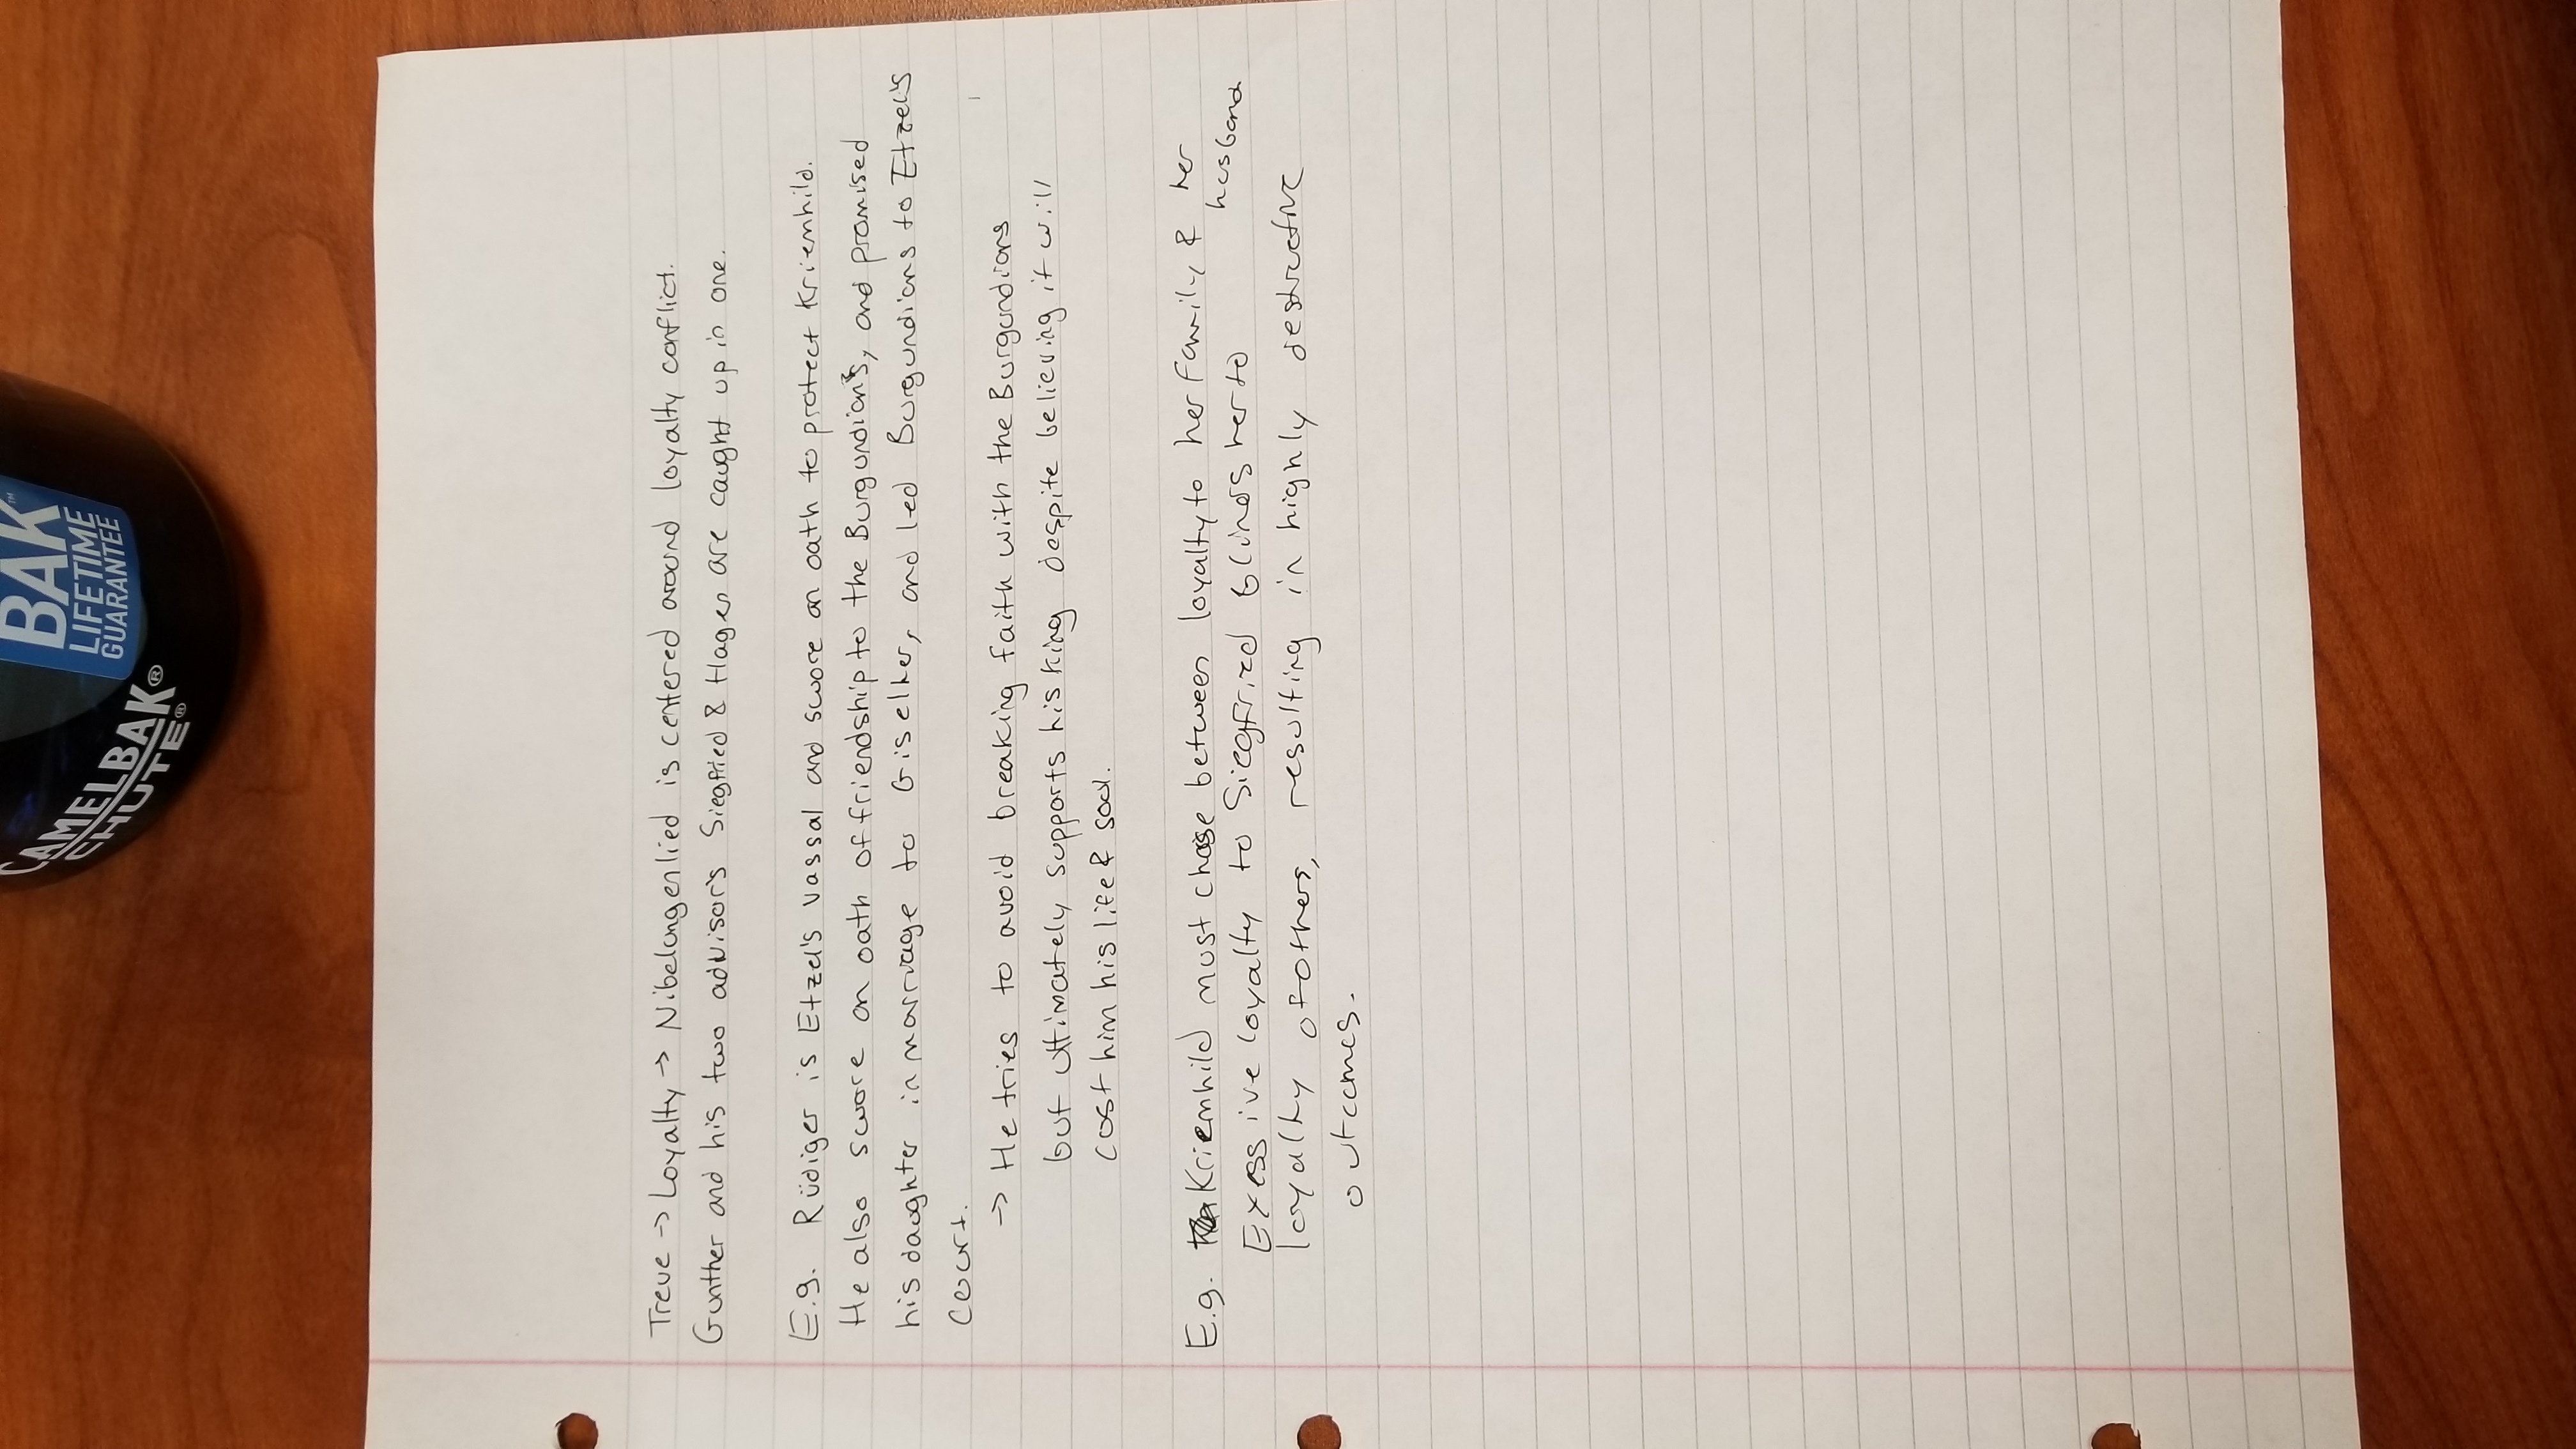 CAMELBAK®
CHUTE®
BAK™
LIFETIME
GUARANTEE
Treue -> Loyalty -> Nibelungenlied is centered around loyalty conflict.
Gunther and his two advisor's Siegfried & Hagen are caught up in one.
E.g. Rüdiger is Etzel's vassal and swore an oath to protect Kriemhild.
He also swore an oath of friendship to the Burgundians, and promised
his daughter in marriage to Giselher, and led Burgundians to Etzel's
court.
-> He tries to avoid breaking faith with the Burgundians
but ultimately supports his king despite believing it will
cost him his life & soul.
E.g. Kriemhild must chose between loyalty to her family & her
husband
Exessive loyalty to Siegfried blinds her to
loyalty of others, resulting in highly destructive
outcomes.